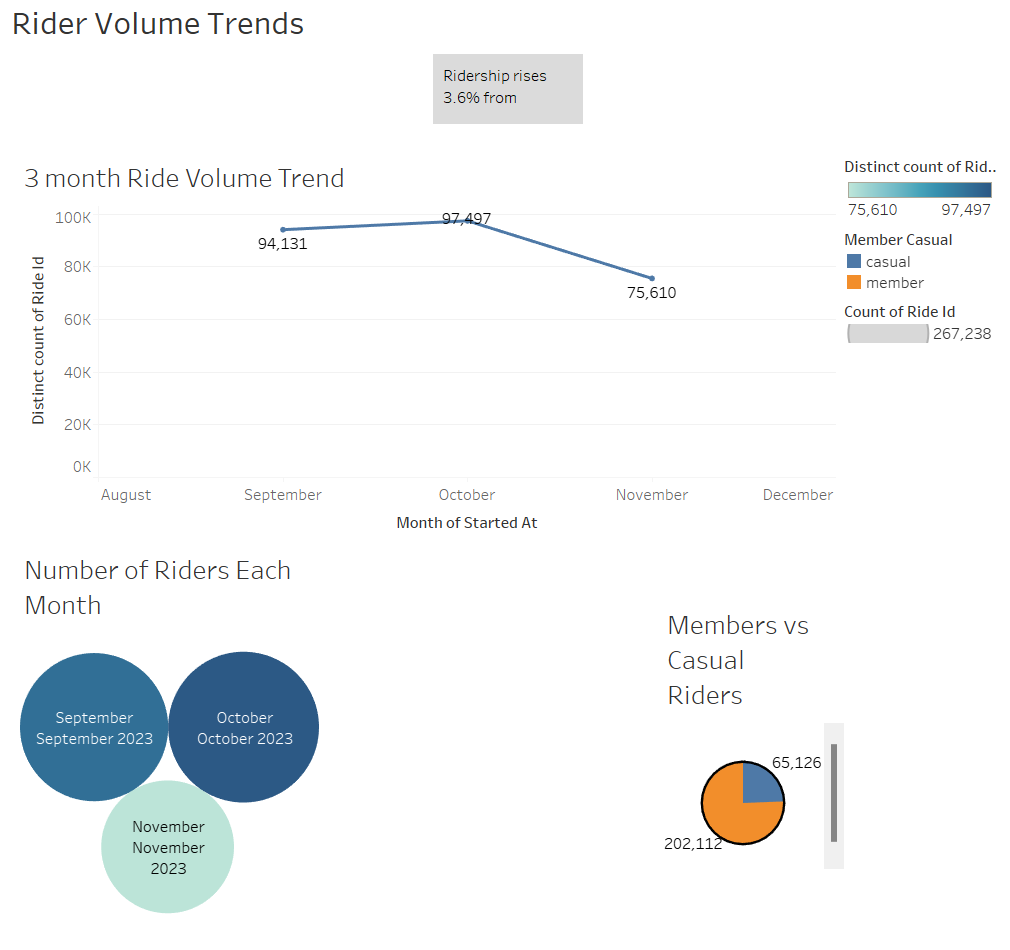 Rider Volume Trends
Ridership rises
3.6% from
3 month Ride Volume Trend
Distinct count of Ride Id
100K
80K
60K
40K
20K
0K
94,131
97,497
75,610
August
September
October
November
December
Month of Started At
Distinct count of Rid..
75,610
97,497
Member Casual
casual
member
Count of Ride Id
267,238
Number of Riders Each
Month
September
September 2023
October
October 2023
November
November
2023
Members vs
Casual
Riders
65,126
202,112